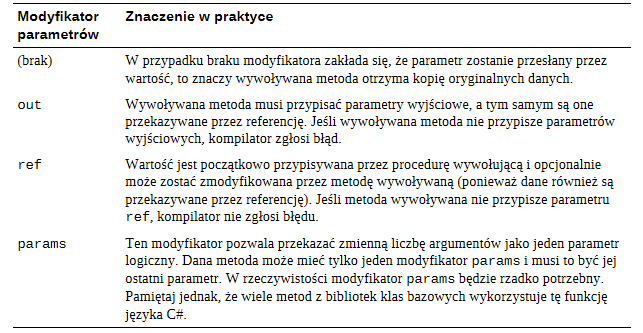 Modyfikator Znaczenie w praktyce
parametrów
(brak) W przypadku braku modyfikatora zakłada się, że parametr zostanie przesłany przez
wartość, to znaczy wywoływana metoda otrzyma kopię oryginalnych danych.
out Wywoływana metoda musi przypisać parametry wyjściowe, a tym samym są one
przekazywane przez referencję. Jeśli wywoływana metoda nie przypisze parametrów
wyjściowych, kompilator zgłosi błąd.
ref Wartość jest początkowo przypisywana przez procedurę wywołującą i opcjonalnie
może zostać zmodyfikowana przez metodę wywoływaną (ponieważ dane również są
przekazywane przez referencję). Jeśli metoda wywoływana nie przypisze parametru
ref, kompilator nie zgłosi błędu.
params Ten modyfikator pozwala przekazać zmienną liczbę argumentów jako jeden parametr
logiczny. Dana metoda może mieć tylko jeden modyfikator params i musi to być jej
ostatni parametr. W rzeczywistości modyfikator params będzie rzadko potrzebny.
Pamiętaj jednak, że wiele metod z bibliotek klas bazowych wykorzystuje tę funkcję
języka C#.